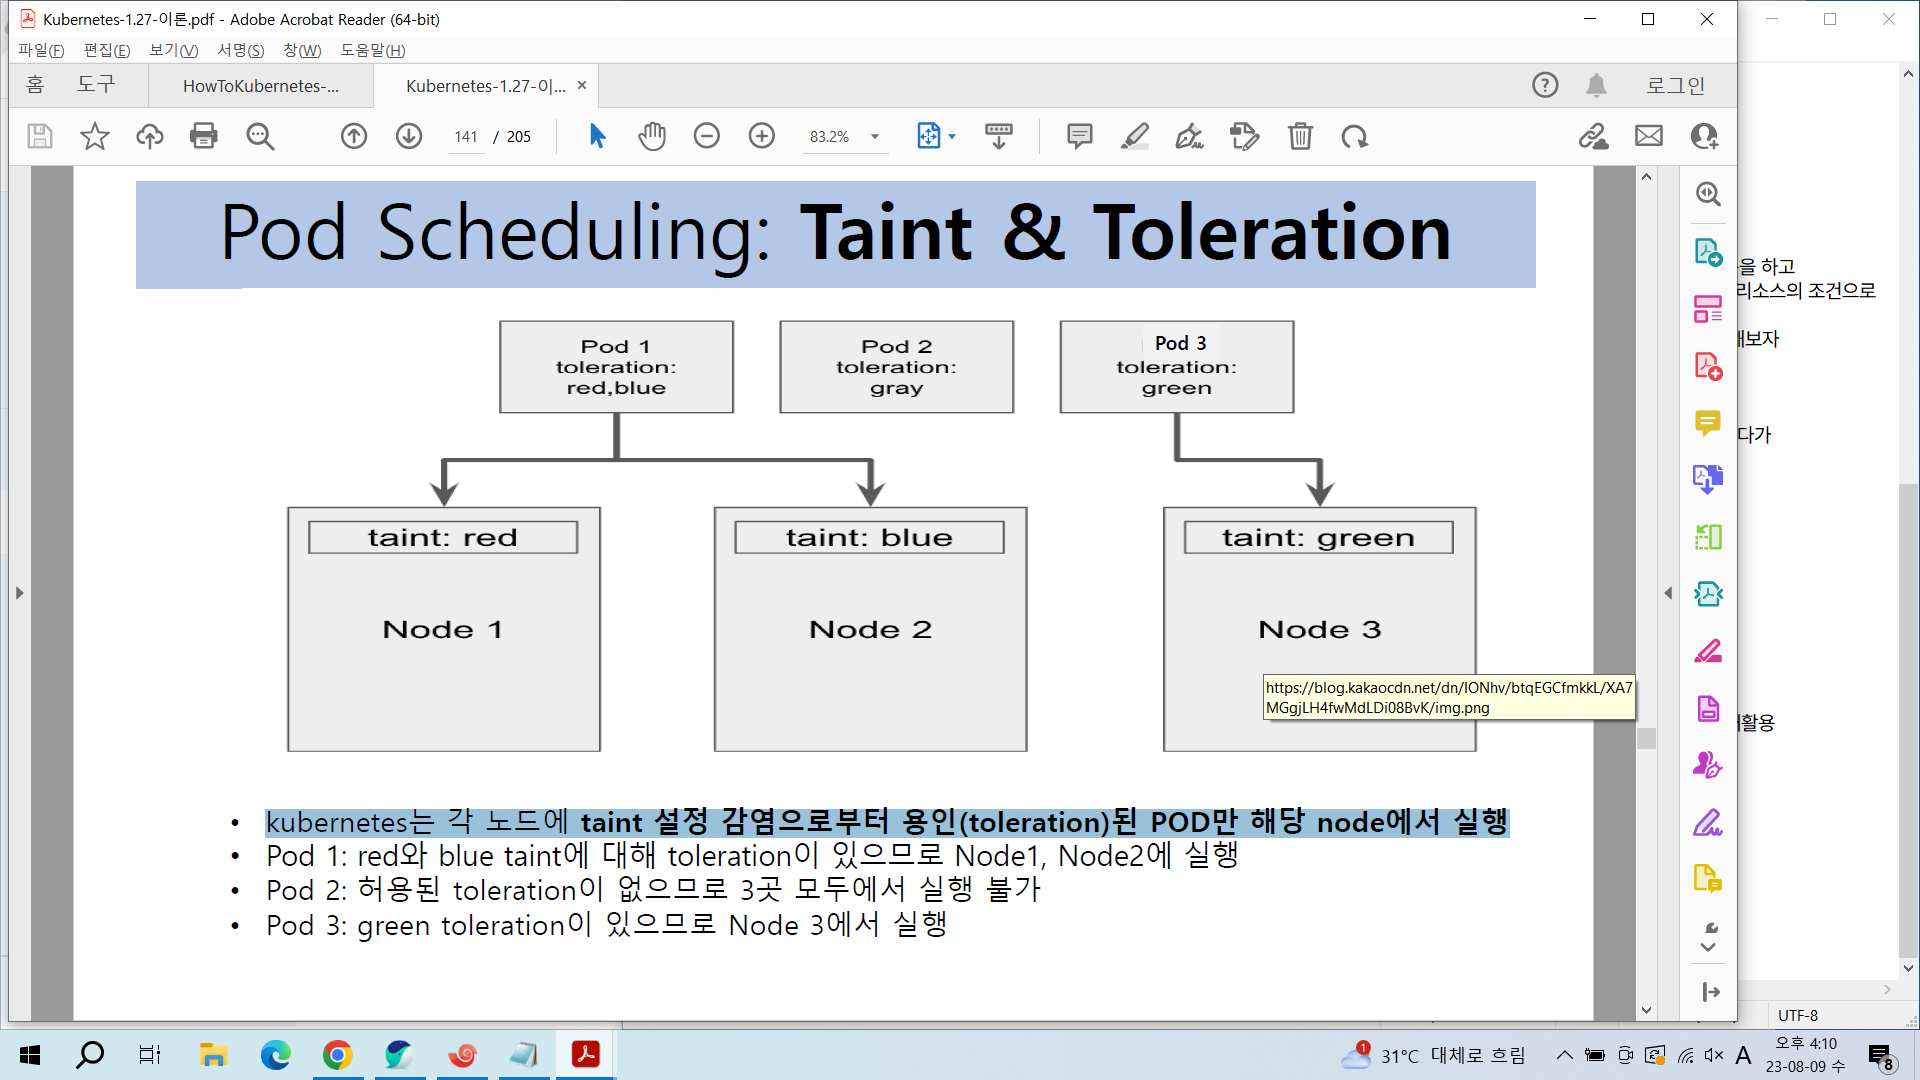 Kubernetes-1.27-이론.pdf - Adobe Acrobat Reader (64-bit)
파일(F) 편집(E) 보기(V) 서명(S) 창(W) 도움말(H)
홈 도구 HowToKubernetes-... Kubernetes-1.27-이... × 로그인
141 / 205 83.2%
Pod Scheduling: Taint & Toleration
Pod 1
toleration:
red,blue
Pod 2
toleration:
gray
Pod 3
toleration:
green
taint: red
Node 1
taint: blue
Node 2
taint: green
Node 3
https://blog.kakaocdn.net/dn/IONhv/btqEGCfmkkL/XA7
MGgjLH4fwMdLDi08BvK/img.png
• kubernetes는 각 노드에 taint 설정 감염으로부터 용인(toleration)된 POD만 해당 node에서 실행
• Pod 1: red와 blue taint에 대해 toleration이 있으므로 Node1, Node2에 실행
• Pod 2: 허용된 toleration이 없으므로 3곳 모두에서 실행 불가
• Pod 3: green toleration이 있으므로 Node 3에서 실행
을 하고
리소스의 조건으로
해보자
다가
활용
UTF-8
1
31°C 대체로 흐림
A
오후 4:10
23-08-09 수
8